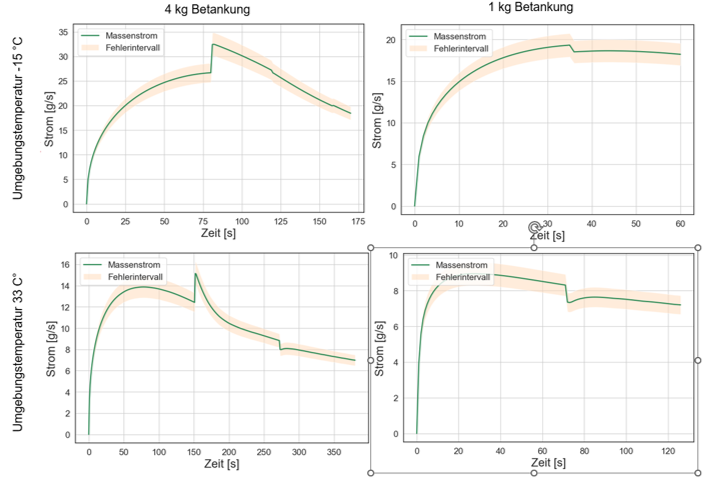 4 kg Betankung
1 kg Betankung
Umgebungstemperatur -15 °C
Strom [g/s]
35
30
25
20
15
10
5
0
Massenstrom
Fehlerintervall
0 25 50 75 100 125 150 175
Zeit [s]
Strom [g/s]
20
15
10
5
0
Massenstrom
Fehlerintervall
0 10 20 30 40 50 60
Zeit [s]
Umgebungstemperatur 33 C°
Strom [g/s]
16
14
12
10
8
6
4
2
0
Massenstrom
Fehlerintervall
0 50 100 150 200 250 300 350
Zeit [s]
Strom [g/s]
10
8
6
4
2
0
Massenstrom
Fehlerintervall
0 20 40 60 80 100 120
Zeit [s]